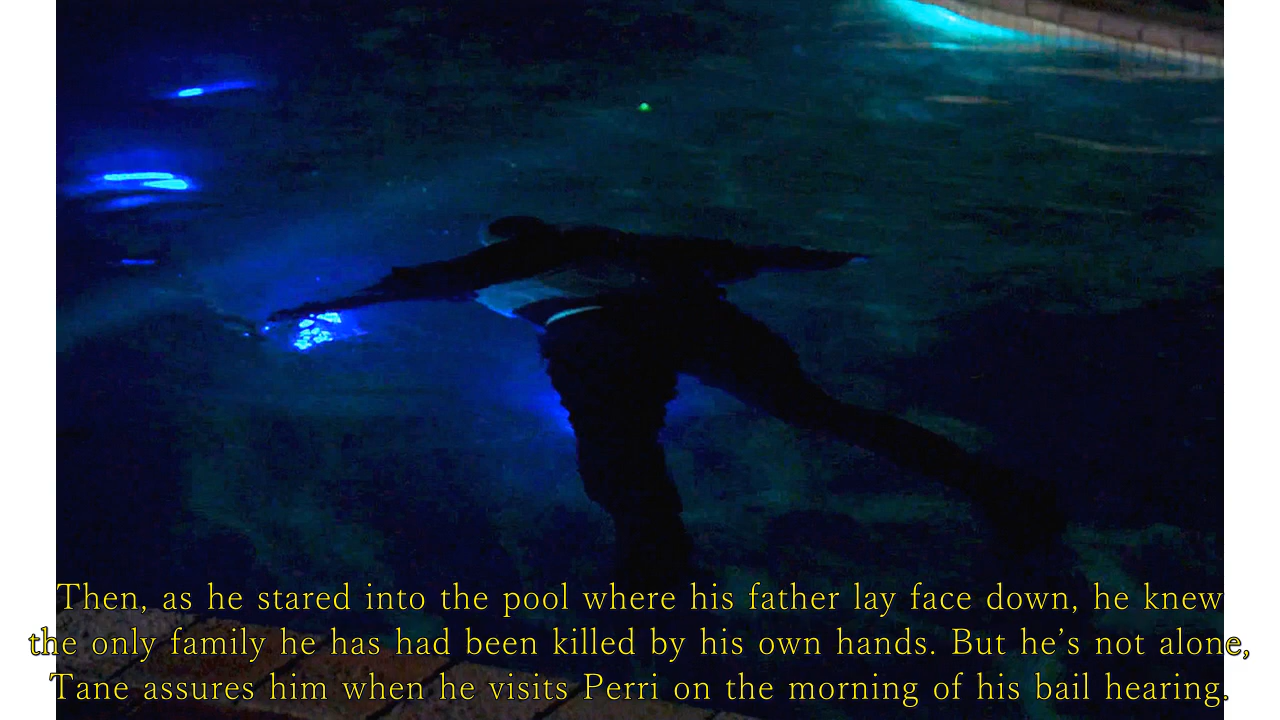 Then, as he stared into the pool where his father lay face down, he knew
the only family he has had been killed by his own hands. But he’s not alone,
Tane assures him when he visits Perri on the morning of his bail hearing.